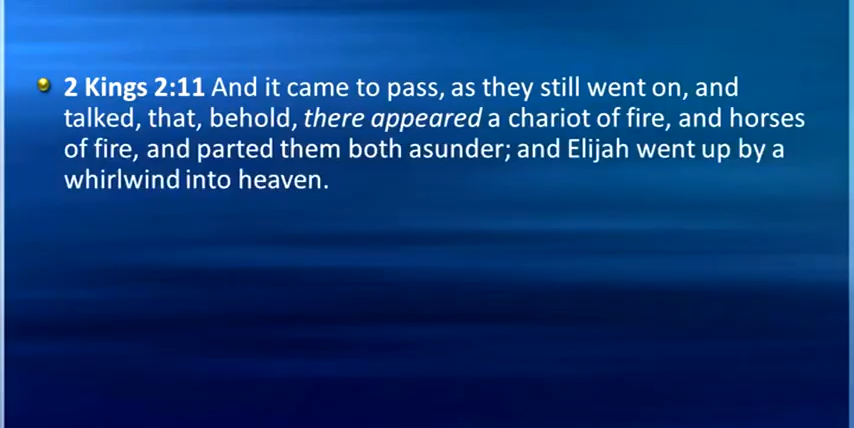 2 Kings 2:11 And it came to pass, as they still went on, and
talked, that, behold, there appeared a chariot of fire, and horses
of fire, and parted them both asunder; and Elijah went up by a
whirlwind into heaven.